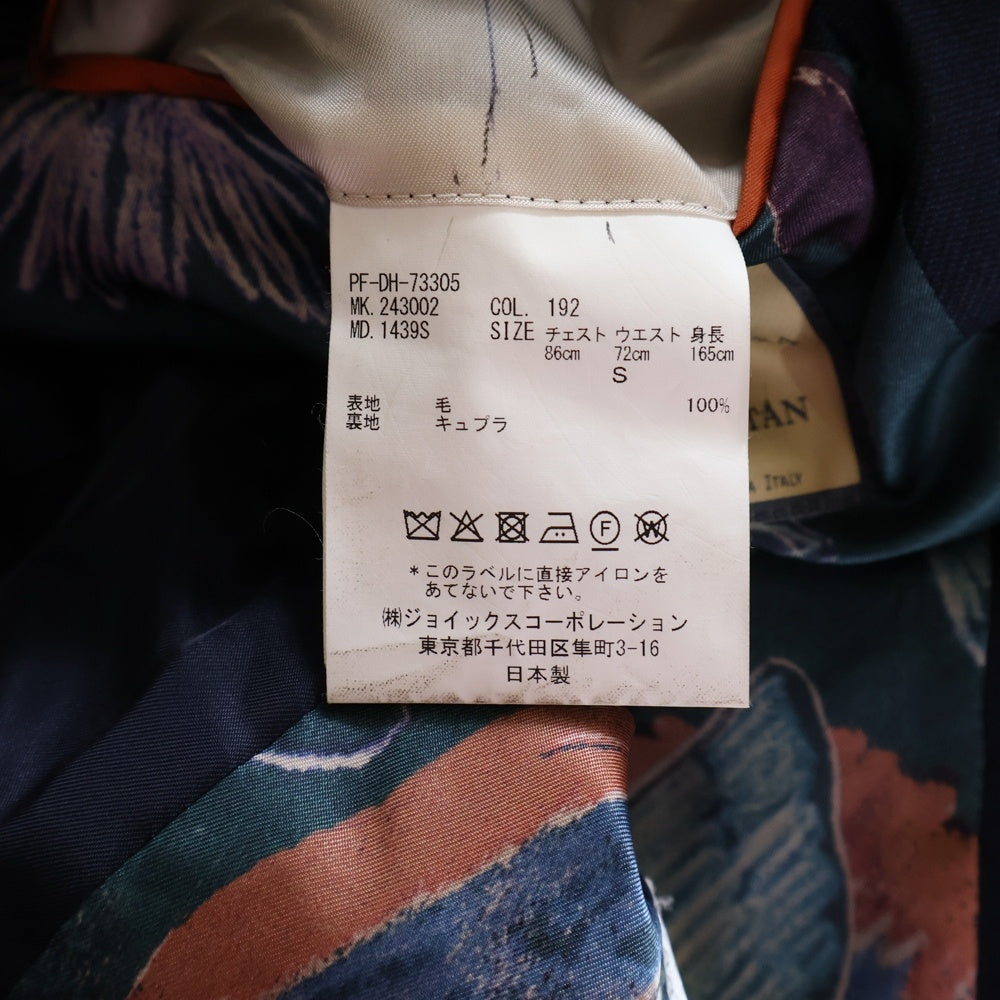 PF-DH-73305
MK. 243002 COL. 192
MD. 1439S SIZE チェスト ウエスト 身長
86cm 72cm 165cm
S
表地 毛 100%
裏地 キュプラ
F
W
*このラベルに直接アイロンを
あてないで下さい。
㈱ジョイックスコーポレーション
東京都千代田区隼町3-16
日本製
TAN
ITALY